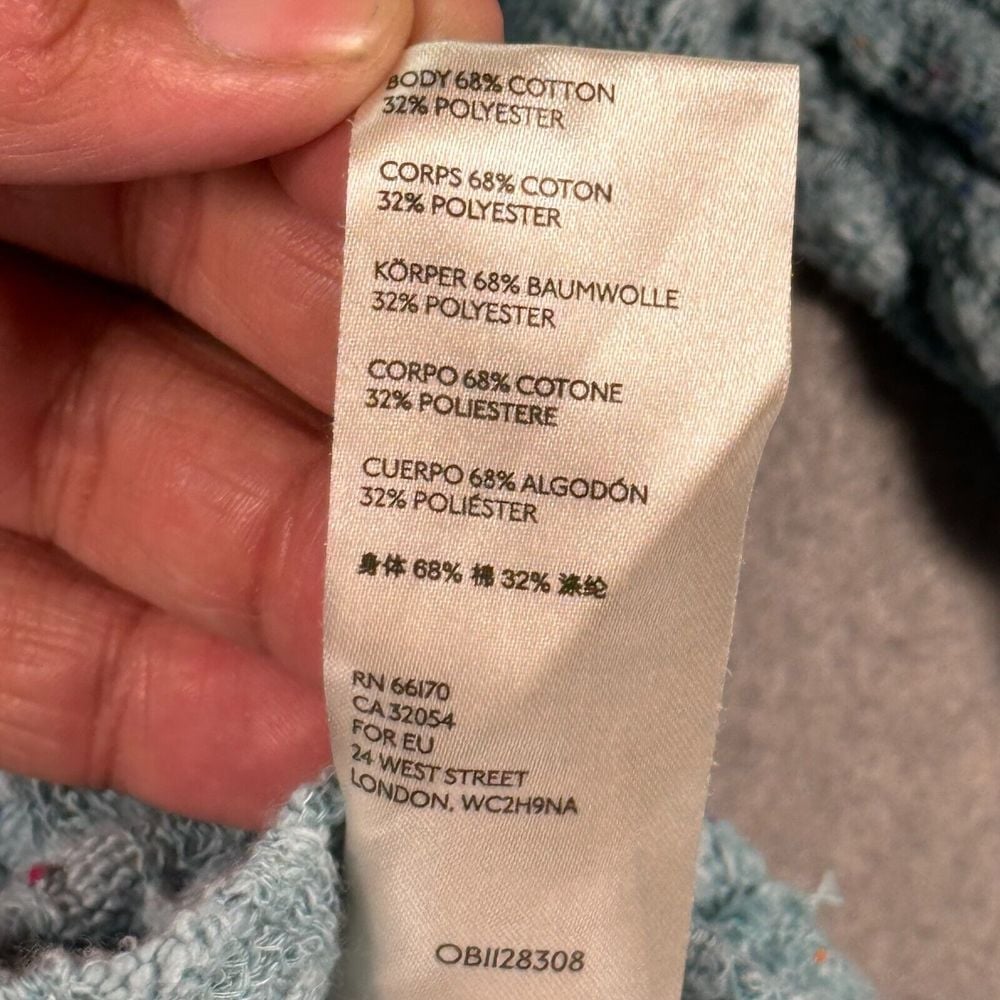 BODY 68% COTTON
32% POLYESTER
CORPS 68% COTON
32% POLYESTER
KÖRPER 68% BAUMWOLLE
32% POLYESTER
CORPO 68% COTONE
32% POLIESTERE
CUERPO 68% ALGODÓN
32% POLIÉSTER
身体 68% 棉 32% 涤纶
RN 66170
CA 32054
FOR EU
24 WEST STREET
LONDON, WC2H9NA
OB1128308